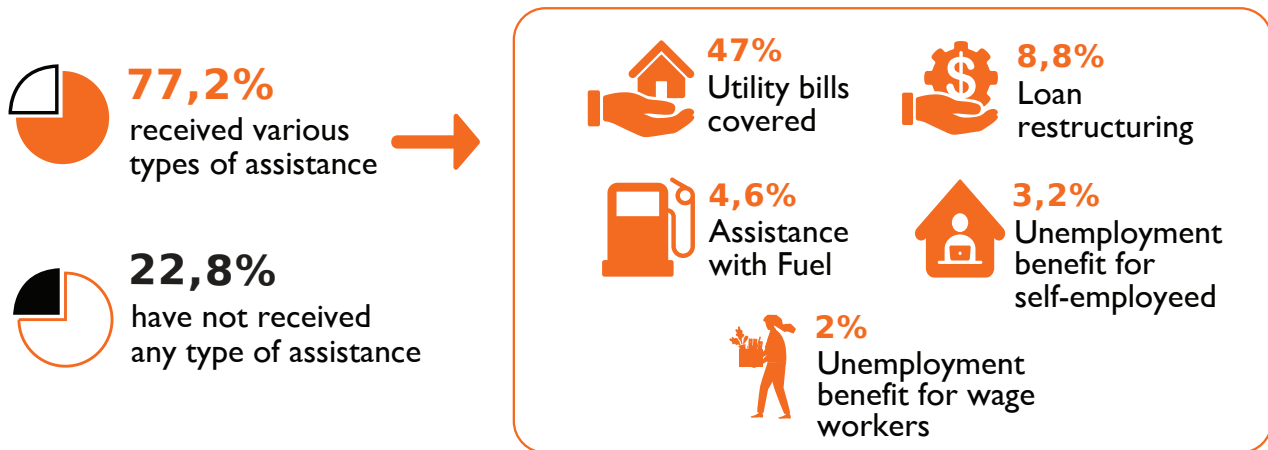 77,2%
received various
types of assistance
22,8%
have not received
any type of assistance
47%
Utility bills
covered
8,8%
Loan
restructuring
$
4,6%
Assistance
with Fuel
3,2%
Unemployment
benefit for
self-employeed
2%
Unemployment
benefit for wage
workers